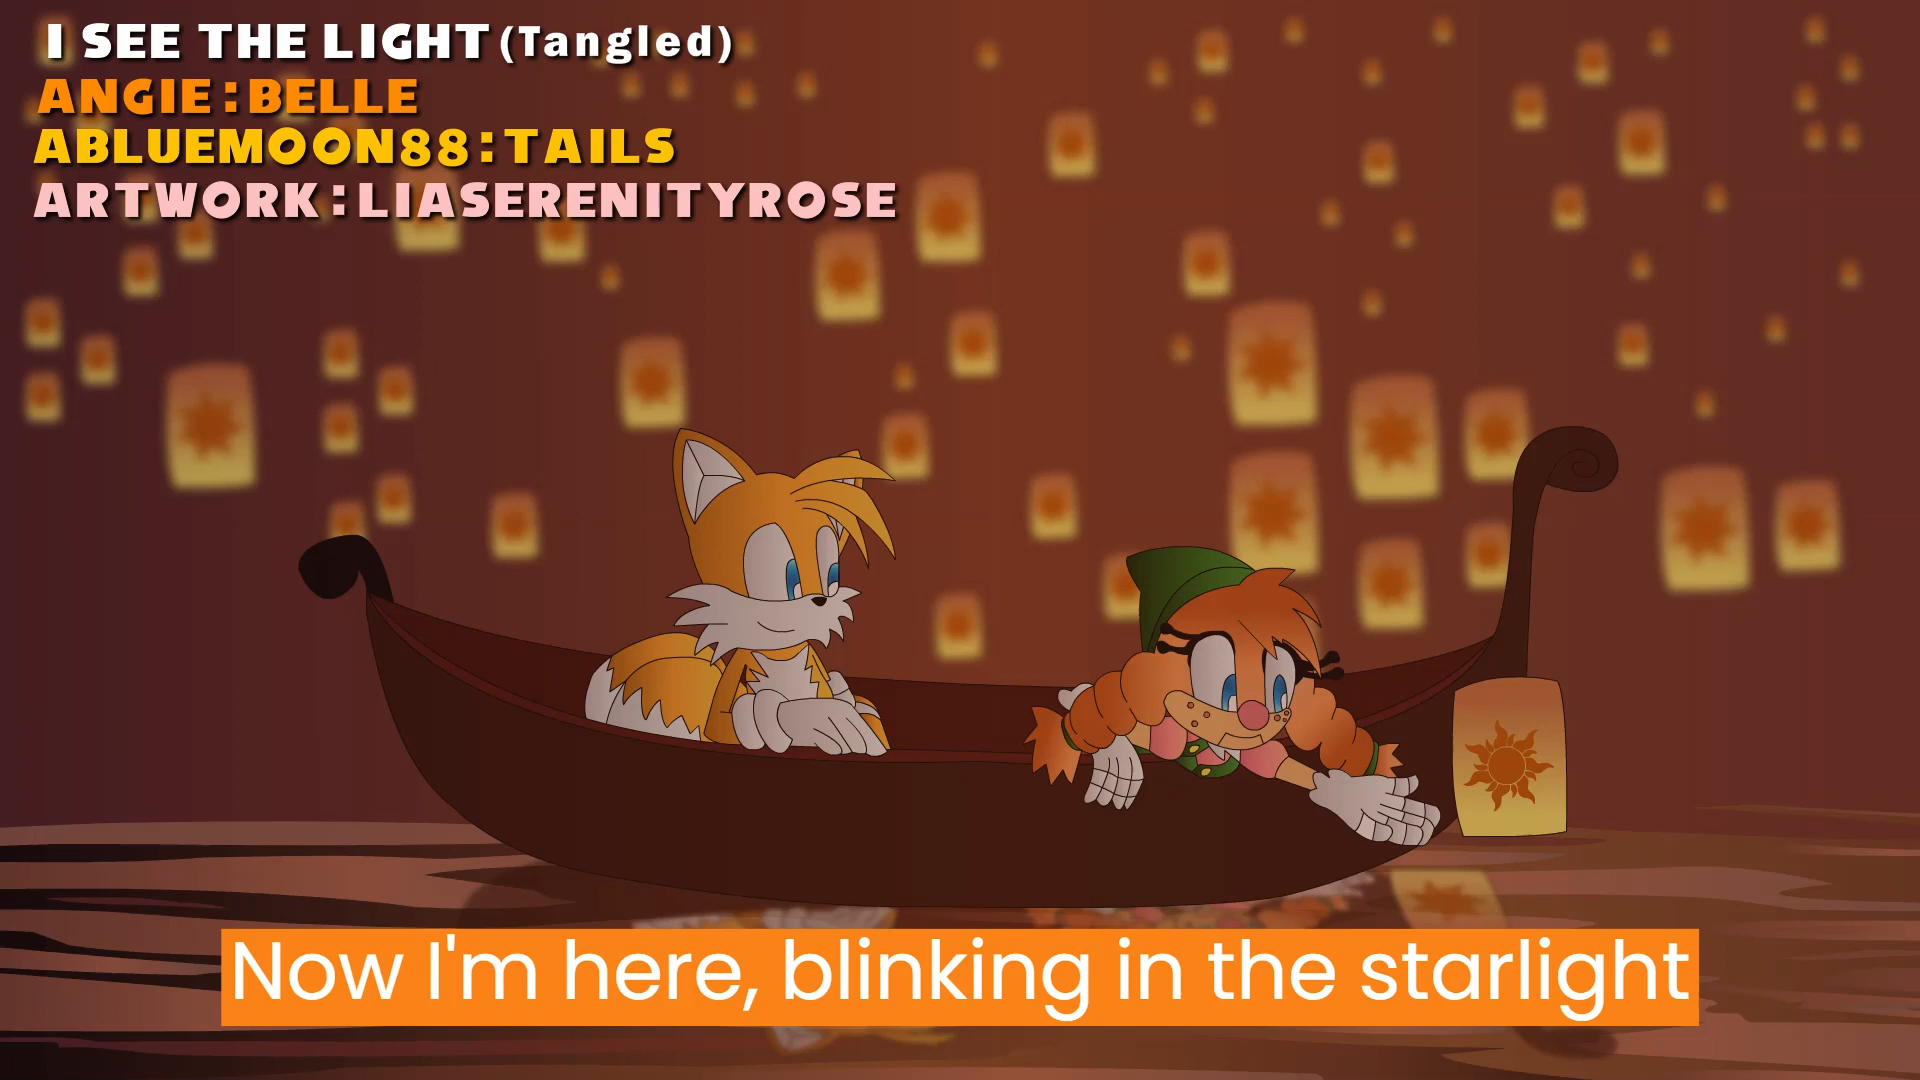 I SEE THE LIGHT (Tangled)
ANGIE:BELLE
ABLUEMOON88:TAILS
ARTWORK:LIASERENITYROSE
Now I'm here, blinking in the starlight